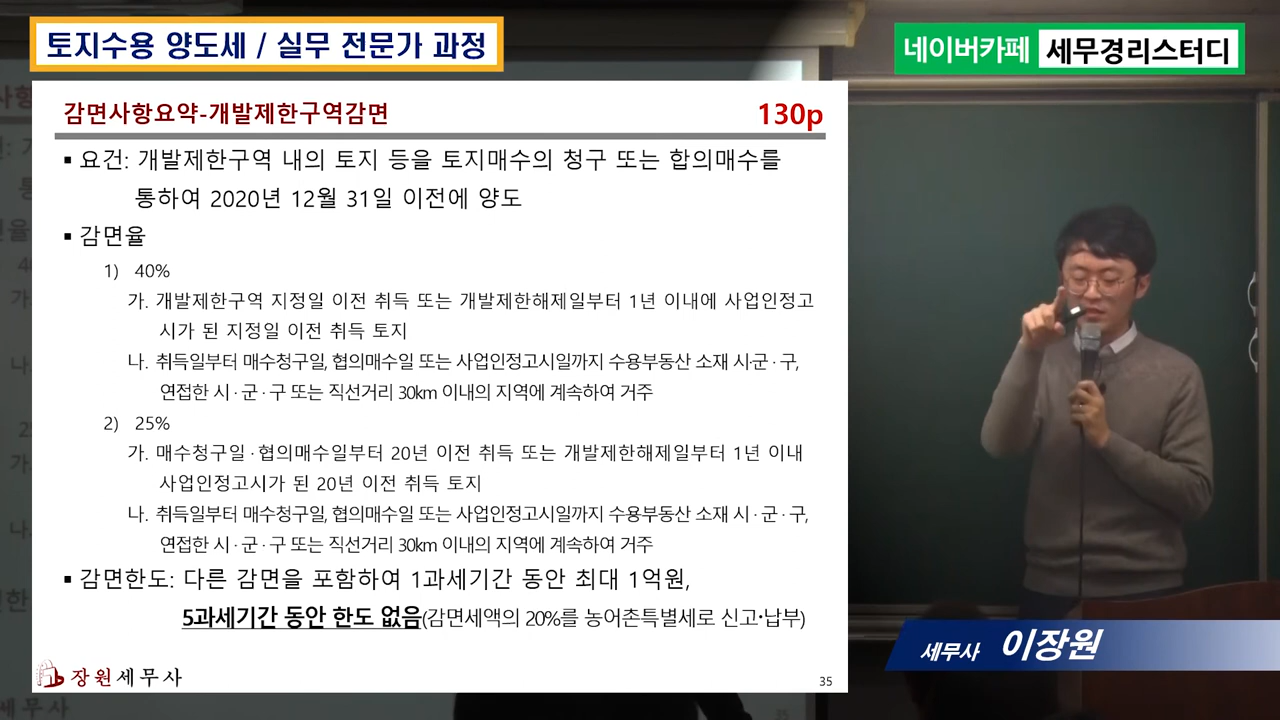 토지수용 양도세 / 실무 전문가 과정
네이버카페 세무경리스터디
감면사항요약-개발제한구역감면 130p
▪ 요건: 개발제한구역 내의 토지 등을 토지매수의 청구 또는 합의매수를
통하여 2020년 12월 31일 이전에 양도
▪ 감면율
1) 40%
가. 개발제한구역 지정일 이전 취득 또는 개발제한해제일부터 1년 이내에 사업인정고
시가 된 지정일 이전 취득 토지
나. 취득일부터 매수청구일, 협의매수일 또는 사업인정고시일까지 수용부동산 소재 시·군·구,
연접한 시·군·구 또는 직선거리 30km 이내의 지역에 계속하여 거주
2) 25%
가. 매수청구일·협의매수일부터 20년 이전 취득 또는 개발제한해제일부터 1년 이내
사업인정고시가 된 20년 이전 취득 토지
나. 취득일부터 매수청구일, 협의매수일 또는 사업인정고시일까지 수용부동산 소재 시·군·구,
연접한 시·군·구 또는 직선거리 30km 이내의 지역에 계속하여 거주
▪ 감면한도: 다른 감면을 포함하여 1과세기간 동안 최대 1억원,
5과세기간 동안 한도 없음(감면세액의 20%를 농어촌특별세로 신고·납부)
세무사 이장원
장원세무사
35